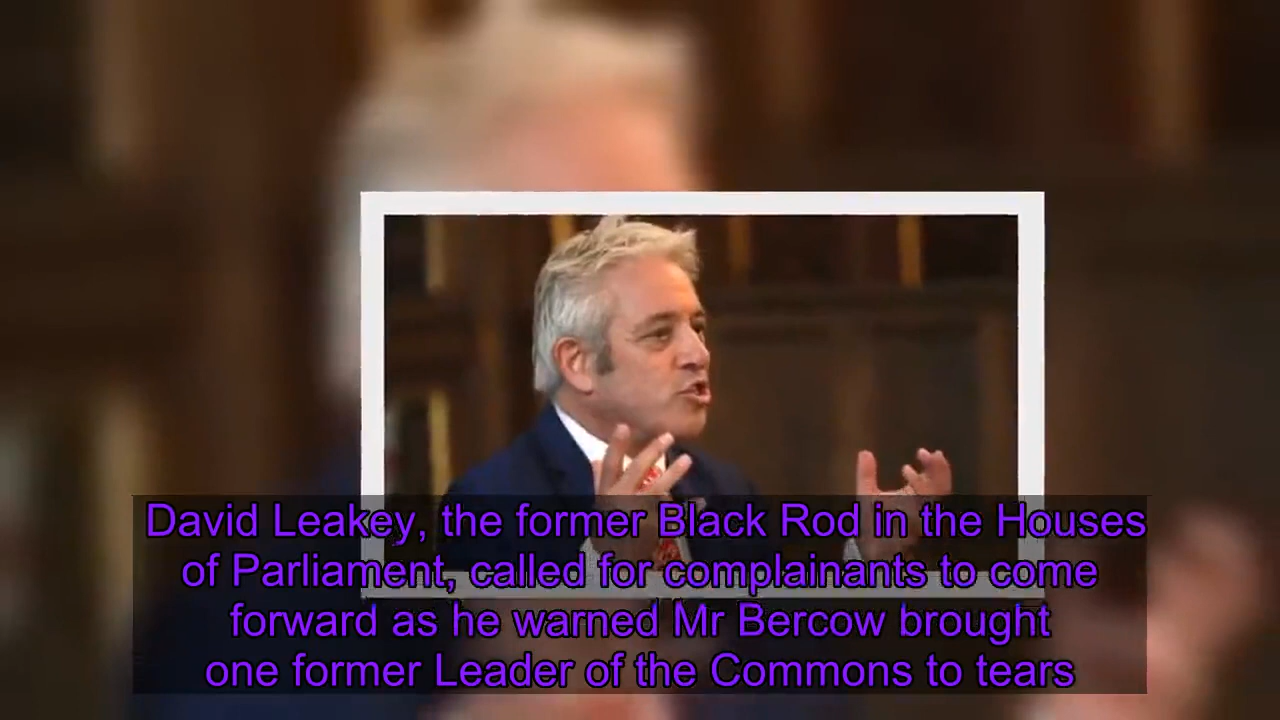 David Leakey, the former Black Rod in the Houses
of Parliament, called for complainants to come
forward as he warned Mr Bercow brought
one former Leader of the Commons to tears